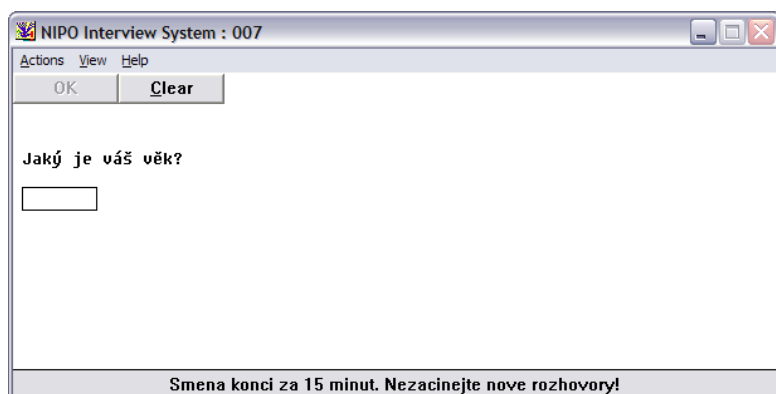 NIPO Interview System : 007
Actions View Help
OK Clear
Jaký je váš věk?
Smena konci za 15 minut. Nezacinejte nove rozhovory!